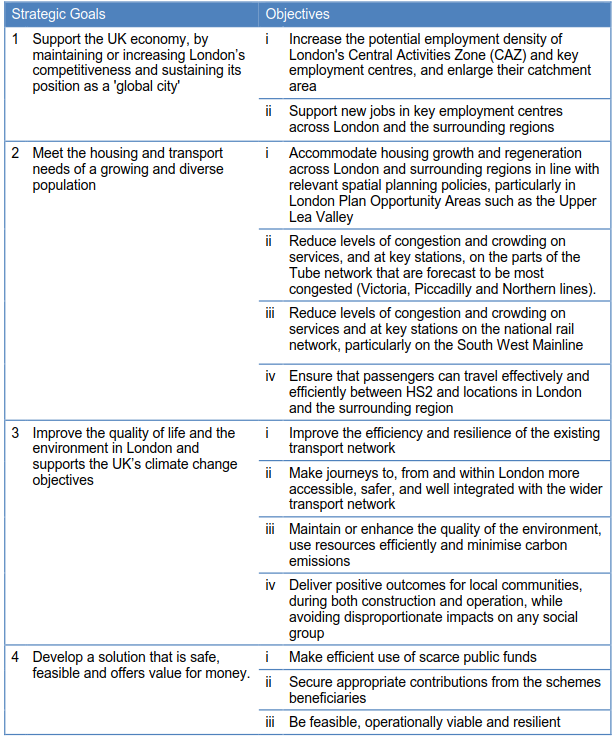 Strategic Goals Objectives
1 Support the UK economy, by
maintaining or increasing London's
competitiveness and sustaining its
position as a 'global city'
i Increase the potential employment density of
London's Central Activities Zone (CAZ) and key
employment centres, and enlarge their catchment
area
ii Support new jobs in key employment centres
across London and the surrounding regions
2 Meet the housing and transport
needs of a growing and diverse
population
i Accommodate housing growth and regeneration
across London and surrounding regions in line with
relevant spatial planning policies, particularly in
London Plan Opportunity Areas such as the Upper
Lea Valley
ii Reduce levels of congestion and crowding on
services, and at key stations, on the parts of the
Tube network that are forecast to be most
congested (Victoria, Piccadilly and Northern lines).
iii Reduce levels of congestion and crowding on
services and at key stations on the national rail
network, particularly on the South West Mainline
iv Ensure that passengers can travel effectively and
efficiently between HS2 and locations in London
and the surrounding region
3 Improve the quality of life and the
environment in London and
supports the UK's climate change
objectives
i Improve the efficiency and resilience of the existing
transport network
ii Make journeys to, from and within London more
accessible, safer, and well integrated with the wider
transport network
iii Maintain or enhance the quality of the environment,
use resources efficiently and minimise carbon
emissions
iv Deliver positive outcomes for local communities,
during both construction and operation, while
avoiding disproportionate impacts on any social
group
4 Develop a solution that is safe,
feasible and offers value for money.
i Make efficient use of scarce public funds
ii Secure appropriate contributions from the schemes
beneficiaries
iii Be feasible, operationally viable and resilient